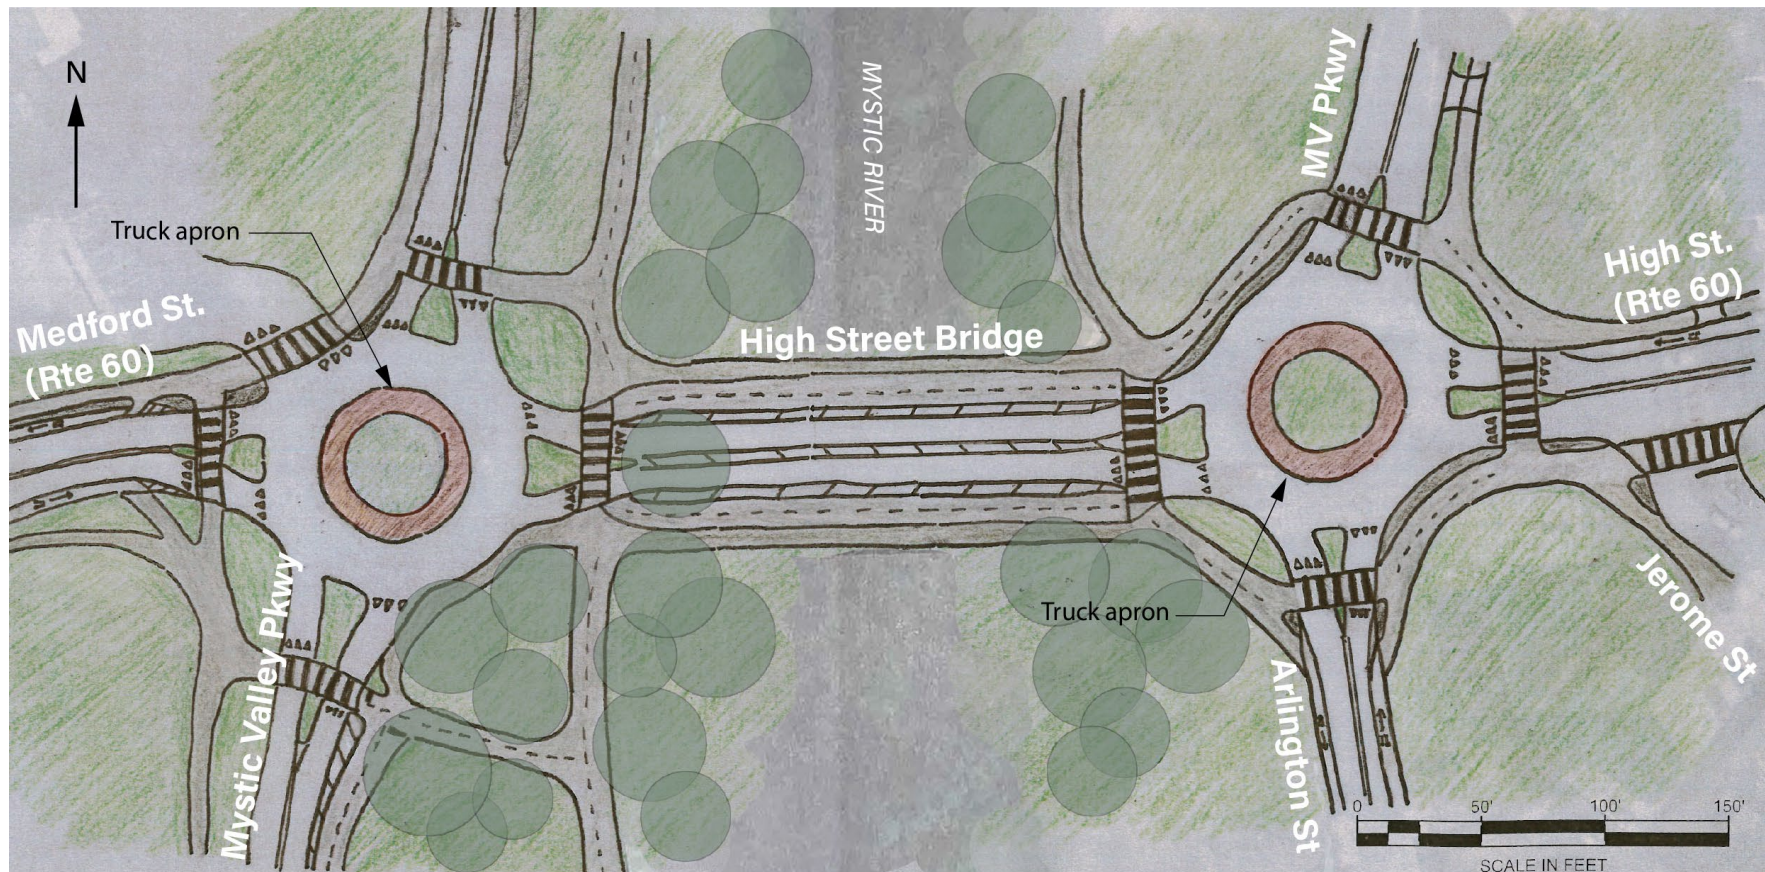 N
MYSTIC RIVER
MV Pkwy
Truck apron
High St.
(Rte 60)
Medford St.
(Rte 60)
High Street Bridge
Truck apron
Mystic Valley Pkwy
Arlington St
Jerome St
0 50' 100' 150'
SCALE IN FEET